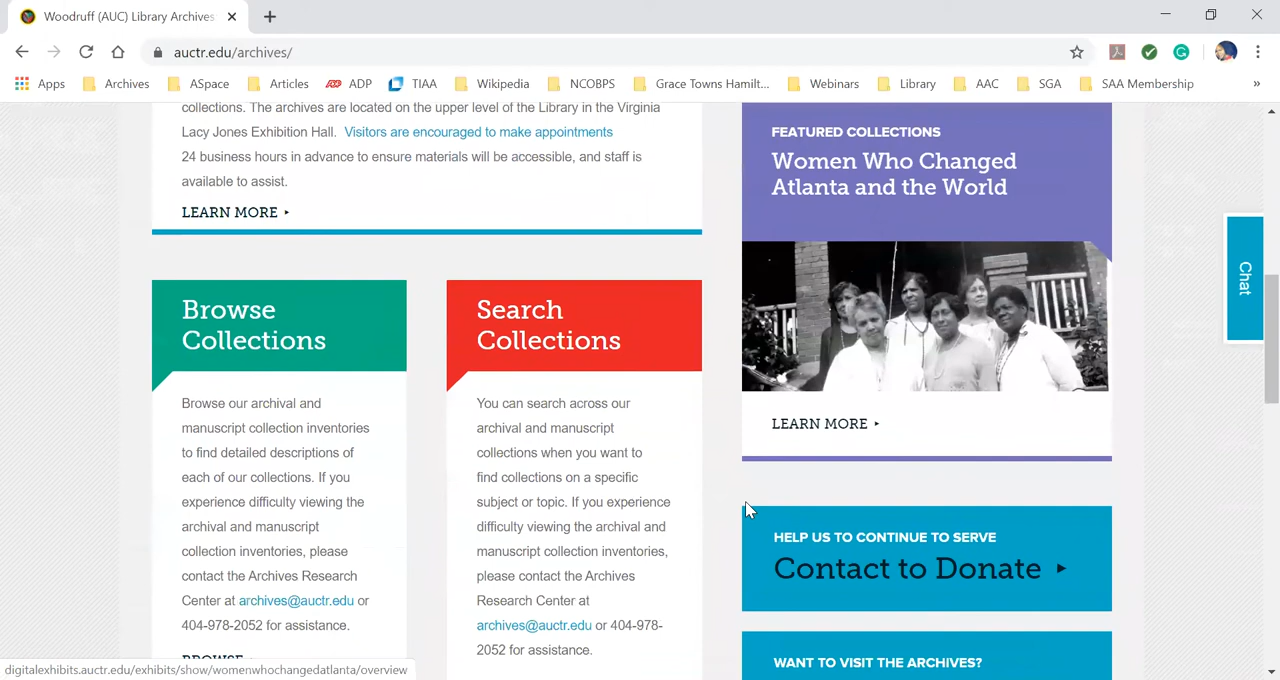 Woodruff (AUC) Library Archives
auctr.edu/archives/
Apps Archives ASpace Articles ADP TIAA Wikipedia NCOBPS Grace Towns Hamilt... Webinars Library AAC SGA SAA Membership »
collections. The archives are located on the upper level of the Library in the Virginia
Lacy Jones Exhibition Hall. Visitors are encouraged to make appointments
24 business hours in advance to ensure materials will be accessible, and staff is
available to assist.
LEARN MORE
Browse
Collections
Browse our archival and
manuscript collection inventories
to find detailed descriptions of
each of our collections. If you
experience difficulty viewing the
archival and manuscript
collection inventories, please
contact the Archives Research
Center at archives@auctr.edu or
404-978-2052 for assistance.
BROWSE
Search
Collections
You can search across our
archival and manuscript
collections when you want to
find collections on a specific
subject or topic. If you experience
difficulty viewing the archival and
manuscript collection inventories,
please contact the Archives
Research Center at
archives@auctr.edu or 404-978-
2052 for assistance.
FEATURED COLLECTIONS
Women Who Changed
Atlanta and the World
LEARN MORE
HELP US TO CONTINUE TO SERVE
Contact to Donate
WANT TO VISIT THE ARCHIVES?
Chat
digitalexhibits.auctr.edu/exhibits/show/womenwhochangedatlanta/overview